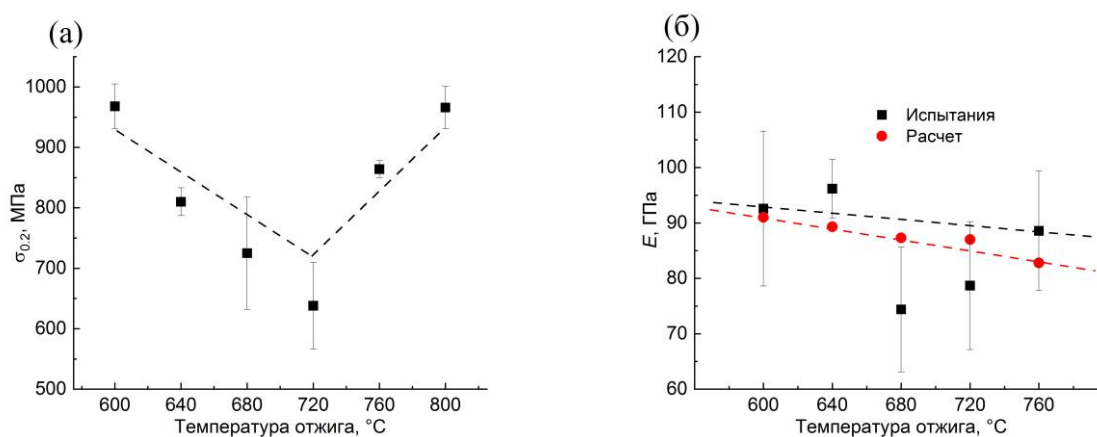 (а)
1000
900
800
700
600
500
σ0.2, МПа
600 640 680 720 760 800
Температура отжига, °C
(б)
120
110
100
90
80
70
60
E, ГПа
Испытания
Расчет
600 640 680 720 760
Температура отжига, °C